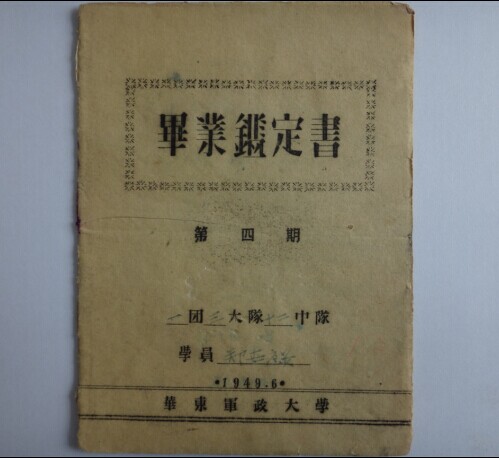 畢業鑑定書
第四期
一团三大隊十二中隊
學員
·1949.6·
華東軍政大學